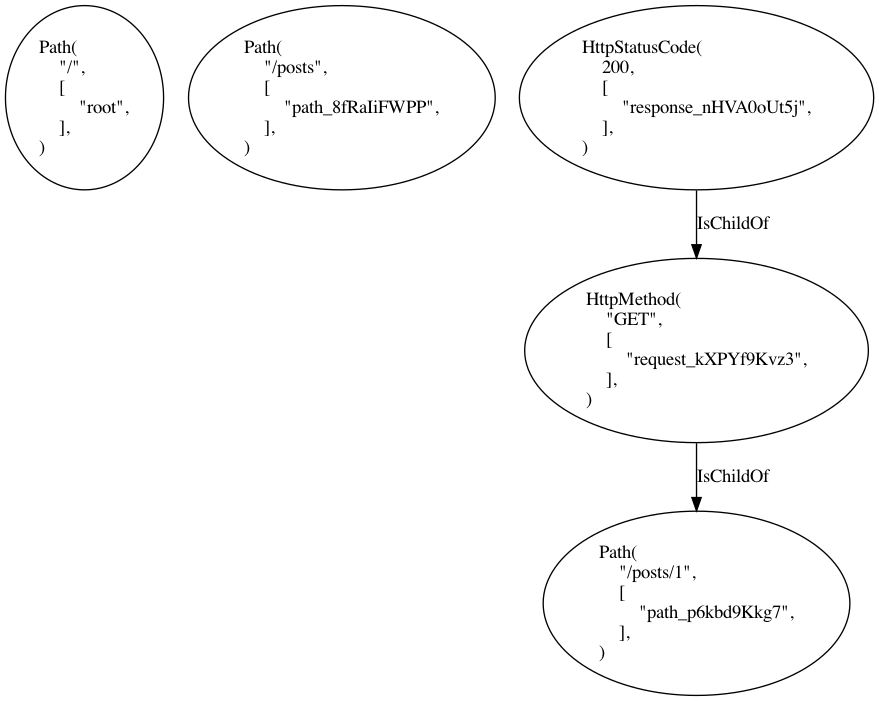 Path(
"/",
[
"root",
],
)
Path(
"/posts",
[
"path_8fRaIiFWPP",
],
)
HttpStatusCode(
200,
[
"response_nHVA0oUt5j",
],
)
IsChildOf
HttpMethod(
"GET",
[
"request_kXPYf9Kvz3",
],
)
IsChildOf
Path(
"/posts/1",
[
"path_p6kbd9Kkg7",
],
)